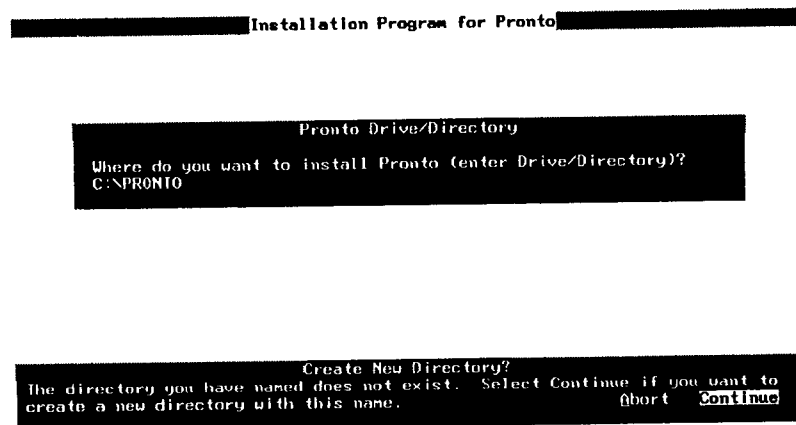 Installation Program for Pronto
Pronto Drive/Directory
Where do you want to install Pronto (enter Drive/Directory)?
C:\PRONTO
Create New Directory?
The directory you have named does not exist. Select Continue if you want to
create a new directory with this name. Abort Continue